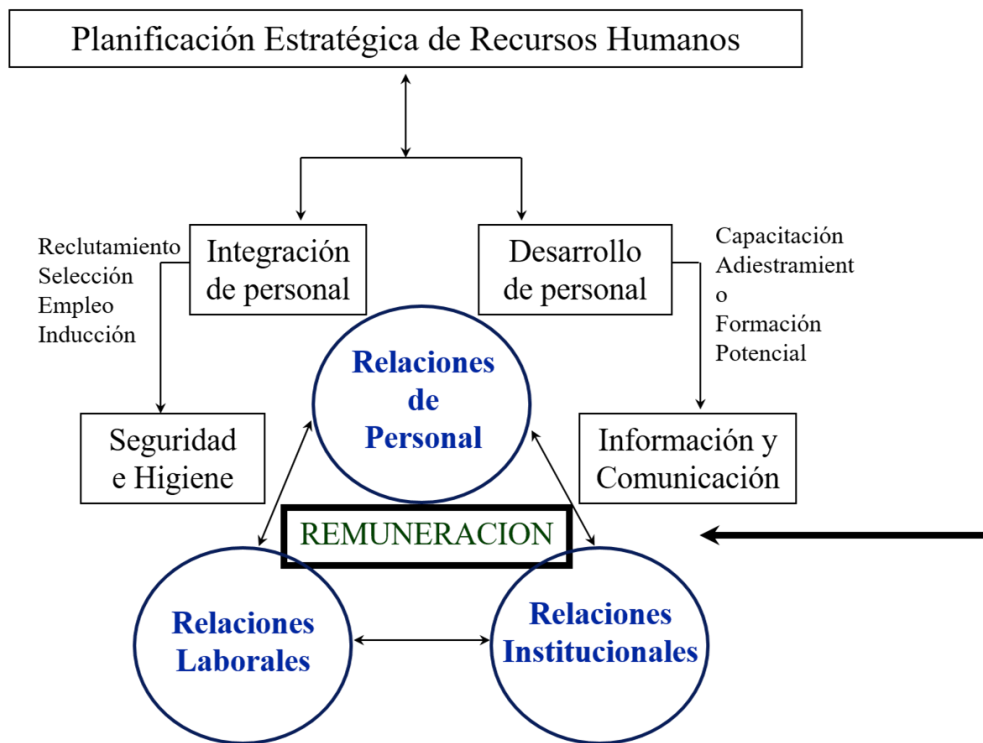 Planificación Estratégica de Recursos Humanos
Reclutamiento
Selección
Empleo
Inducción
Integración
de personal
Desarrollo
de personal
Capacitación
Adiestramient
o
Formación
Potencial
Relaciones
de
Personal
Seguridad
e Higiene
Información y
Comunicación
REMUNERACION
Relaciones
Laborales
Relaciones
Institucionales